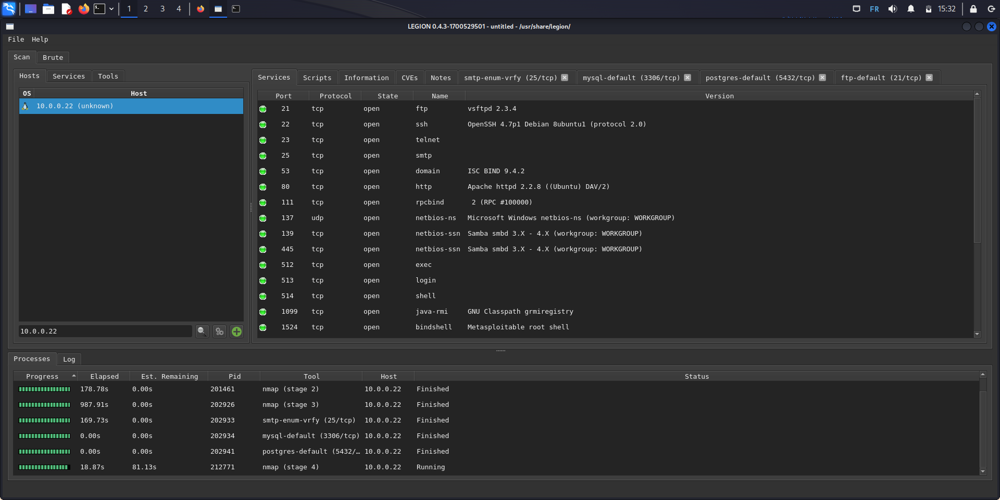 1 2 3 4 FR 15:32
LEGION 0.4.3-1700529501 - untitled - /usr/share/legion/
File Help
Scan Brute
Hosts Services Tools
OS Host
10.0.0.22 (unknown)
10.0.0.22
Services Scripts Information CVEs Notes smtp-enum-vrfy (25/tcp) mysql-default (3306/tcp) postgres-default (5432/tcp) ftp-default (21/tcp)
Port Protocol State Name Version
21 tcp open ftp vsftpd 2.3.4
22 tcp open ssh OpenSSH 4.7p1 Debian 8ubuntu1 (protocol 2.0)
23 tcp open telnet
25 tcp open smtp
53 tcp open domain ISC BIND 9.4.2
80 tcp open http Apache httpd 2.2.8 ((Ubuntu) DAV/2)
111 tcp open rpcbind 2 (RPC #100000)
137 udp open netbios-ns Microsoft Windows netbios-ns (workgroup: WORKGROUP)
139 tcp open netbios-ssn Samba smbd 3.X - 4.X (workgroup: WORKGROUP)
445 tcp open netbios-ssn Samba smbd 3.X - 4.X (workgroup: WORKGROUP)
512 tcp open exec
513 tcp open login
514 tcp open shell
1099 tcp open java-rmi GNU Classpath grmiregistry
1524 tcp open bindshell Metasploitable root shell
Processes Log
Progress Elapsed Est. Remaining Pid Tool Host Status
178.78s 0.00s 201461 nmap (stage 2) 10.0.0.22 Finished
987.91s 0.00s 202926 nmap (stage 3) 10.0.0.22 Finished
169.73s 0.00s 202933 smtp-enum-vrfy (25/tcp) 10.0.0.22 Finished
0.00s 0.00s 202934 mysql-default (3306/tcp) 10.0.0.22 Finished
0.00s 0.00s 202941 postgres-default (5432/… 10.0.0.22 Finished
18.87s 81.13s 212771 nmap (stage 4) 10.0.0.22 Running